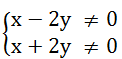 x − 2y ≠ 0
x + 2y ≠ 0